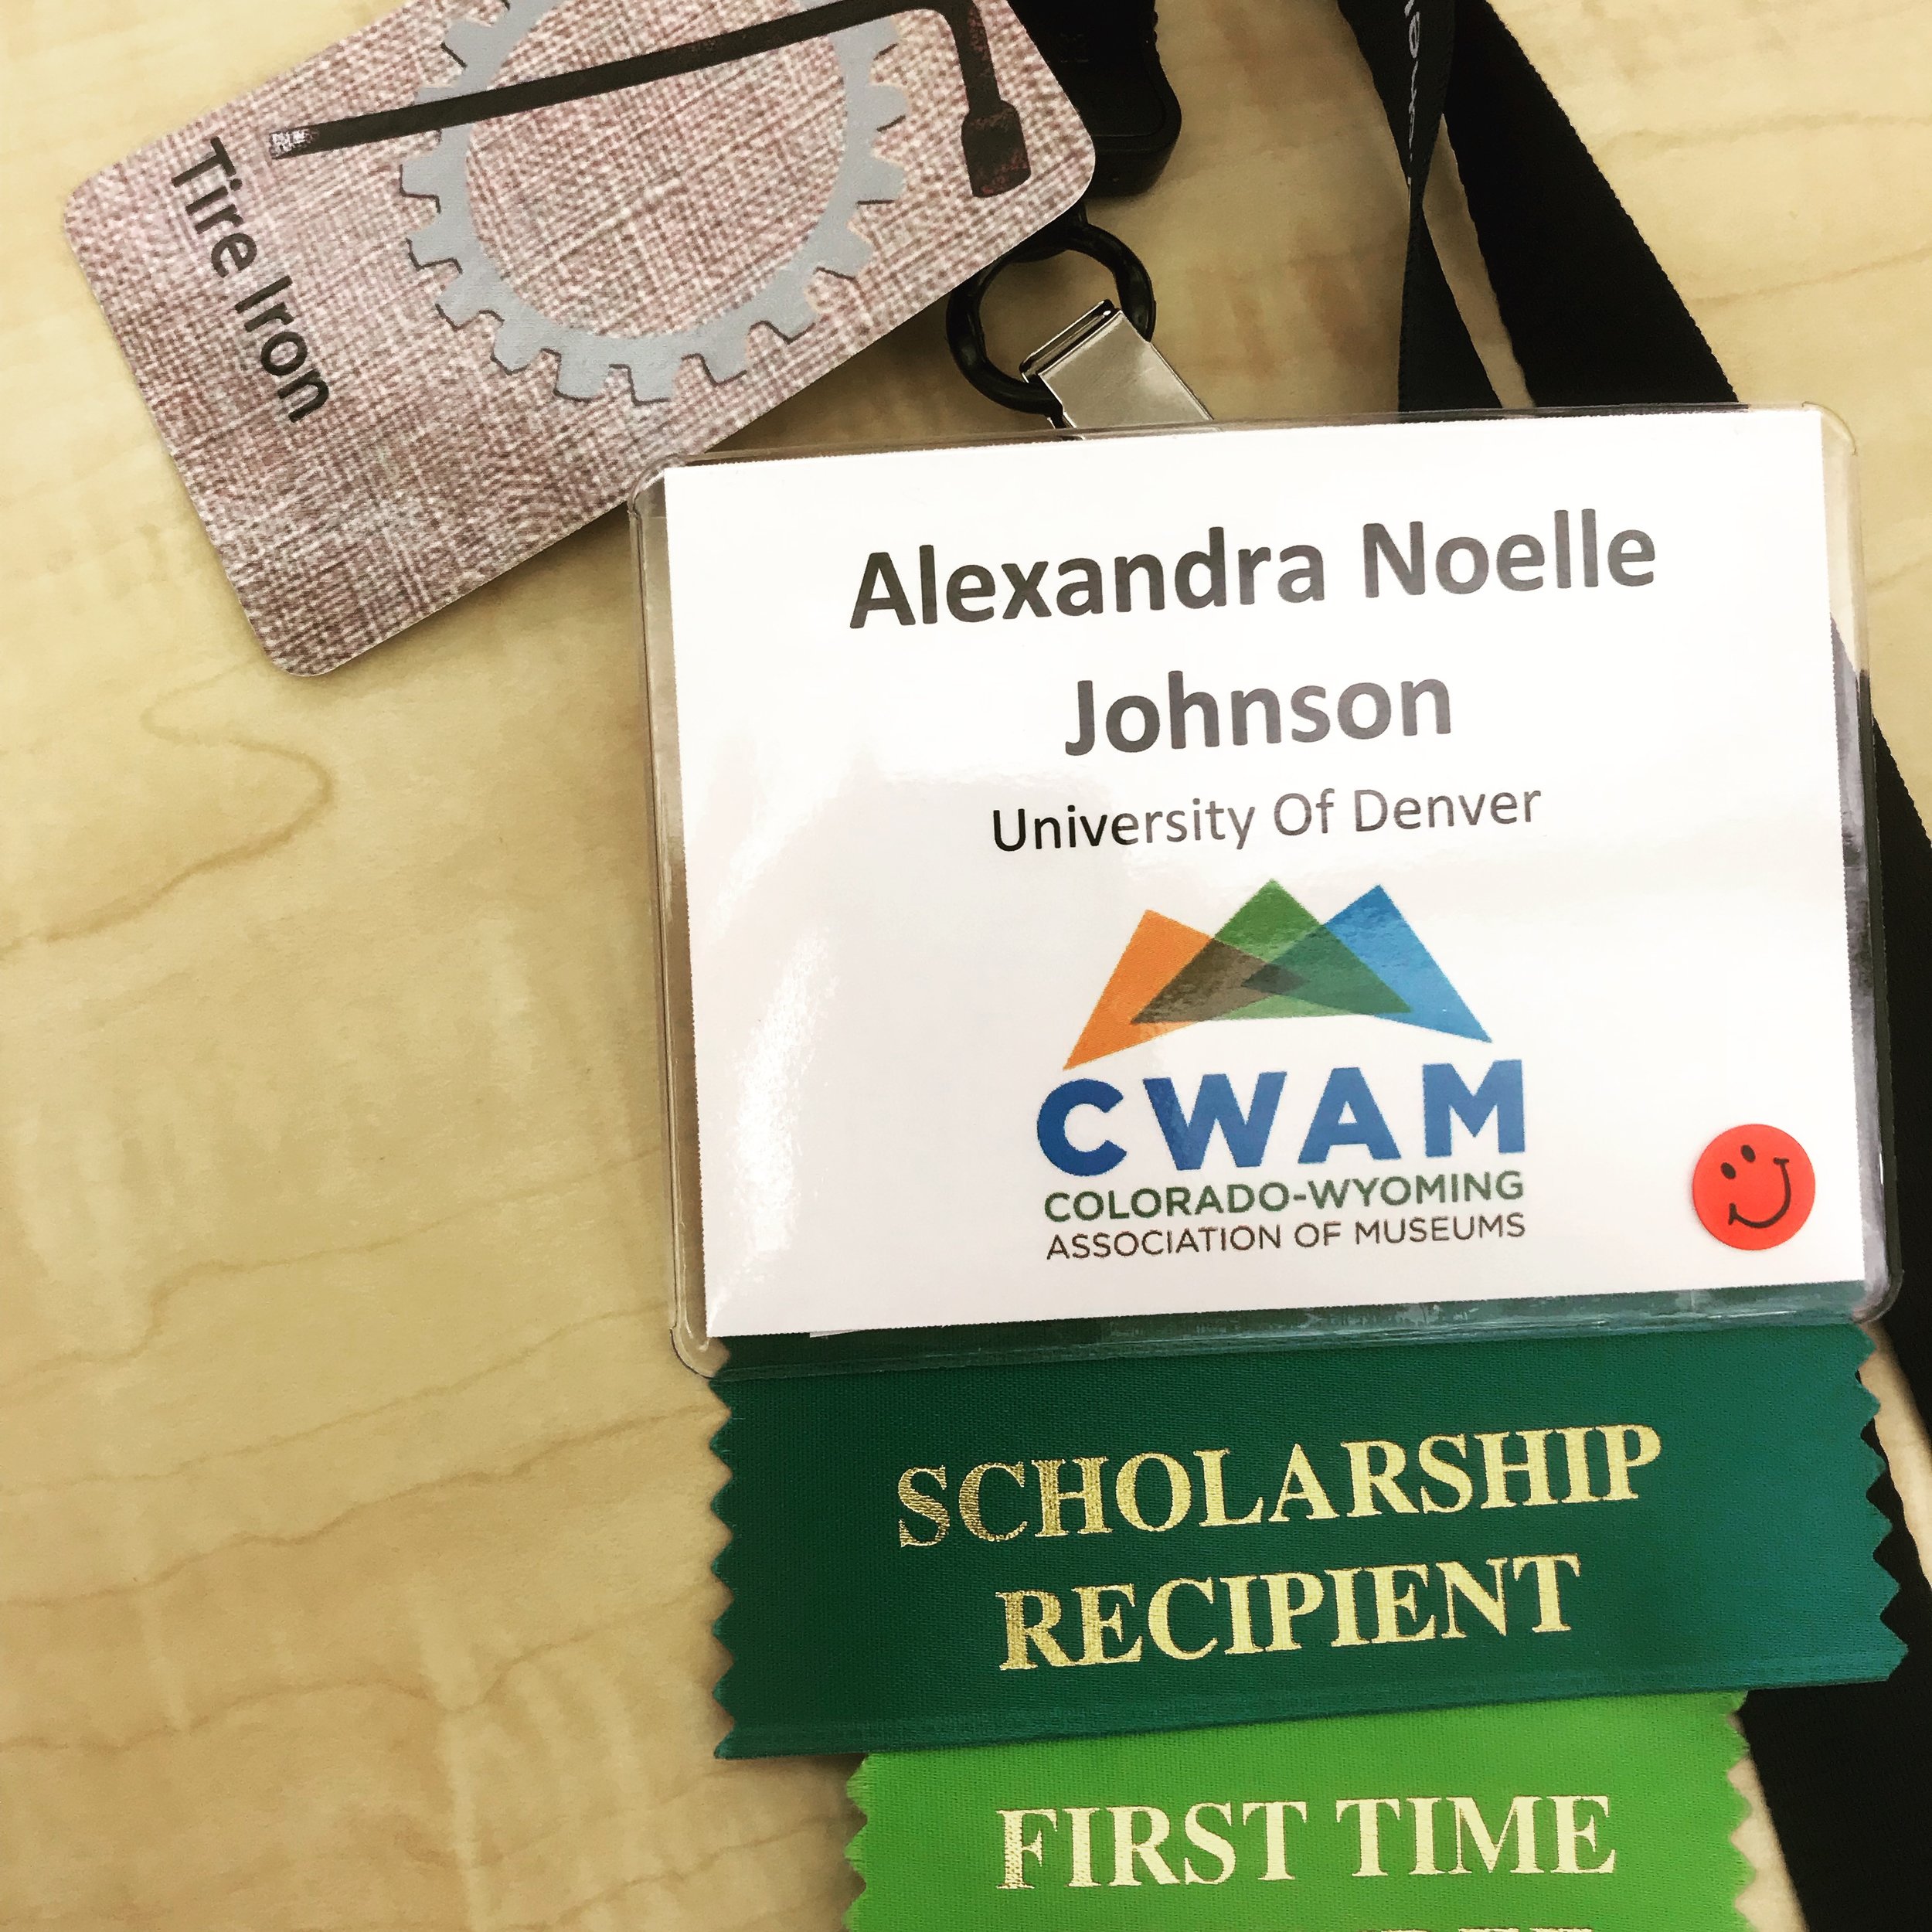 Tire Iron
Alexandra Noelle
Johnson
University Of Denver
CWAM
COLORADO-WYOMING
ASSOCIATION OF MUSEUMS
SCHOLARSHIP
RECIPIENT
FIRST TIME